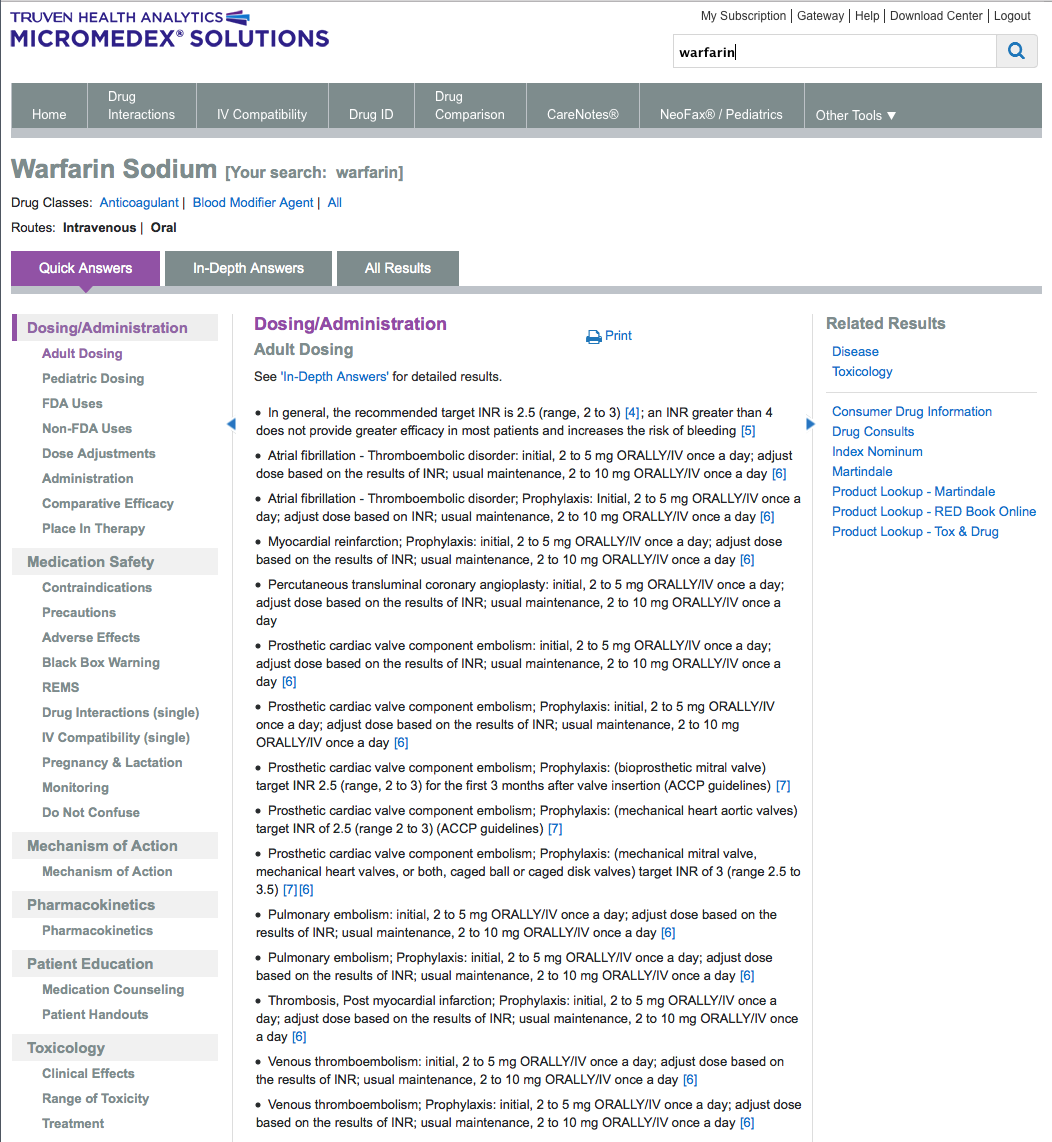 TRUVEN HEALTH ANALYTICS
MICROMEDEX® SOLUTIONS
My Subscription | Gateway | Help | Download Center | Logout
warfarin
Home
Drug
Interactions
IV Compatibility
Drug ID
Drug
Comparison
CareNotes®
NeoFax® / Pediatrics
Other Tools ▼
Warfarin Sodium [Your search: warfarin]
Drug Classes: Anticoagulant | Blood Modifier Agent | All
Routes: Intravenous | Oral
Quick Answers
In-Depth Answers
All Results
Dosing/Administration
Adult Dosing
Pediatric Dosing
FDA Uses
Non-FDA Uses
Dose Adjustments
Administration
Comparative Efficacy
Place In Therapy
Medication Safety
Contraindications
Precautions
Adverse Effects
Black Box Warning
REMS
Drug Interactions (single)
IV Compatibility (single)
Pregnancy & Lactation
Monitoring
Do Not Confuse
Mechanism of Action
Mechanism of Action
Pharmacokinetics
Pharmacokinetics
Patient Education
Medication Counseling
Patient Handouts
Toxicology
Clinical Effects
Range of Toxicity
Treatment
Dosing/Administration
Print
Adult Dosing
See 'In-Depth Answers' for detailed results.
• In general, the recommended target INR is 2.5 (range, 2 to 3) [4]; an INR greater than 4
does not provide greater efficacy in most patients and increases the risk of bleeding [5]
• Atrial fibrillation - Thromboembolic disorder: initial, 2 to 5 mg ORALLY/IV once a day; adjust
dose based on the results of INR; usual maintenance, 2 to 10 mg ORALLY/IV once a day [6]
• Atrial fibrillation - Thromboembolic disorder; Prophylaxis: Initial, 2 to 5 mg ORALLY/IV once a
day; adjust dose based on INR; usual maintenance, 2 to 10 mg ORALLY/IV once a day [6]
• Myocardial reinfarction; Prophylaxis: initial, 2 to 5 mg ORALLY/IV once a day; adjust dose
based on the results of INR; usual maintenance, 2 to 10 mg ORALLY/IV once a day [6]
• Percutaneous transluminal coronary angioplasty: initial, 2 to 5 mg ORALLY/IV once a day;
adjust dose based on the results of INR; usual maintenance, 2 to 10 mg ORALLY/IV once a
day
• Prosthetic cardiac valve component embolism: initial, 2 to 5 mg ORALLY/IV once a day;
adjust dose based on the results of INR; usual maintenance, 2 to 10 mg ORALLY/IV once a
day [6]
• Prosthetic cardiac valve component embolism; Prophylaxis: initial, 2 to 5 mg ORALLY/IV
once a day; adjust dose based on the results of INR; usual maintenance, 2 to 10 mg
ORALLY/IV once a day [6]
• Prosthetic cardiac valve component embolism; Prophylaxis: (bioprosthetic mitral valve)
target INR 2.5 (range, 2 to 3) for the first 3 months after valve insertion (ACCP guidelines) [7]
• Prosthetic cardiac valve component embolism; Prophylaxis: (mechanical heart aortic valves)
target INR of 2.5 (range 2 to 3) (ACCP guidelines) [7]
• Prosthetic cardiac valve component embolism; Prophylaxis: (mechanical mitral valve,
mechanical heart valves, or both, caged ball or caged disk valves) target INR of 3 (range 2.5 to
3.5) [7][6]
• Pulmonary embolism: initial, 2 to 5 mg ORALLY/IV once a day; adjust dose based on the
results of INR; usual maintenance, 2 to 10 mg ORALLY/IV once a day [6]
• Pulmonary embolism; Prophylaxis: initial, 2 to 5 mg ORALLY/IV once a day; adjust dose
based on the results of INR; usual maintenance, 2 to 10 mg ORALLY/IV once a day [6]
• Thrombosis, Post myocardial infarction; Prophylaxis: initial, 2 to 5 mg ORALLY/IV once a
day; adjust dose based on the results of INR; usual maintenance, 2 to 10 mg ORALLY/IV once
a day [6]
• Venous thromboembolism: initial, 2 to 5 mg ORALLY/IV once a day; adjust dose based on
the results of INR; usual maintenance, 2 to 10 mg ORALLY/IV once a day [6]
• Venous thromboembolism; Prophylaxis: initial, 2 to 5 mg ORALLY/IV once a day; adjust dose
based on the results of INR; usual maintenance, 2 to 10 mg ORALLY/IV once a day [6]
Related Results
Disease
Toxicology
Consumer Drug Information
Drug Consults
Index Nominum
Martindale
Product Lookup - Martindale
Product Lookup - RED Book Online
Product Lookup - Tox & Drug